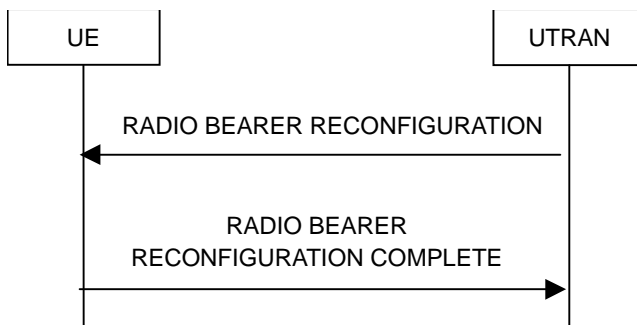 UE
UTRAN
RADIO BEARER RECONFIGURATION
RADIO BEARER
RECONFIGURATION COMPLETE